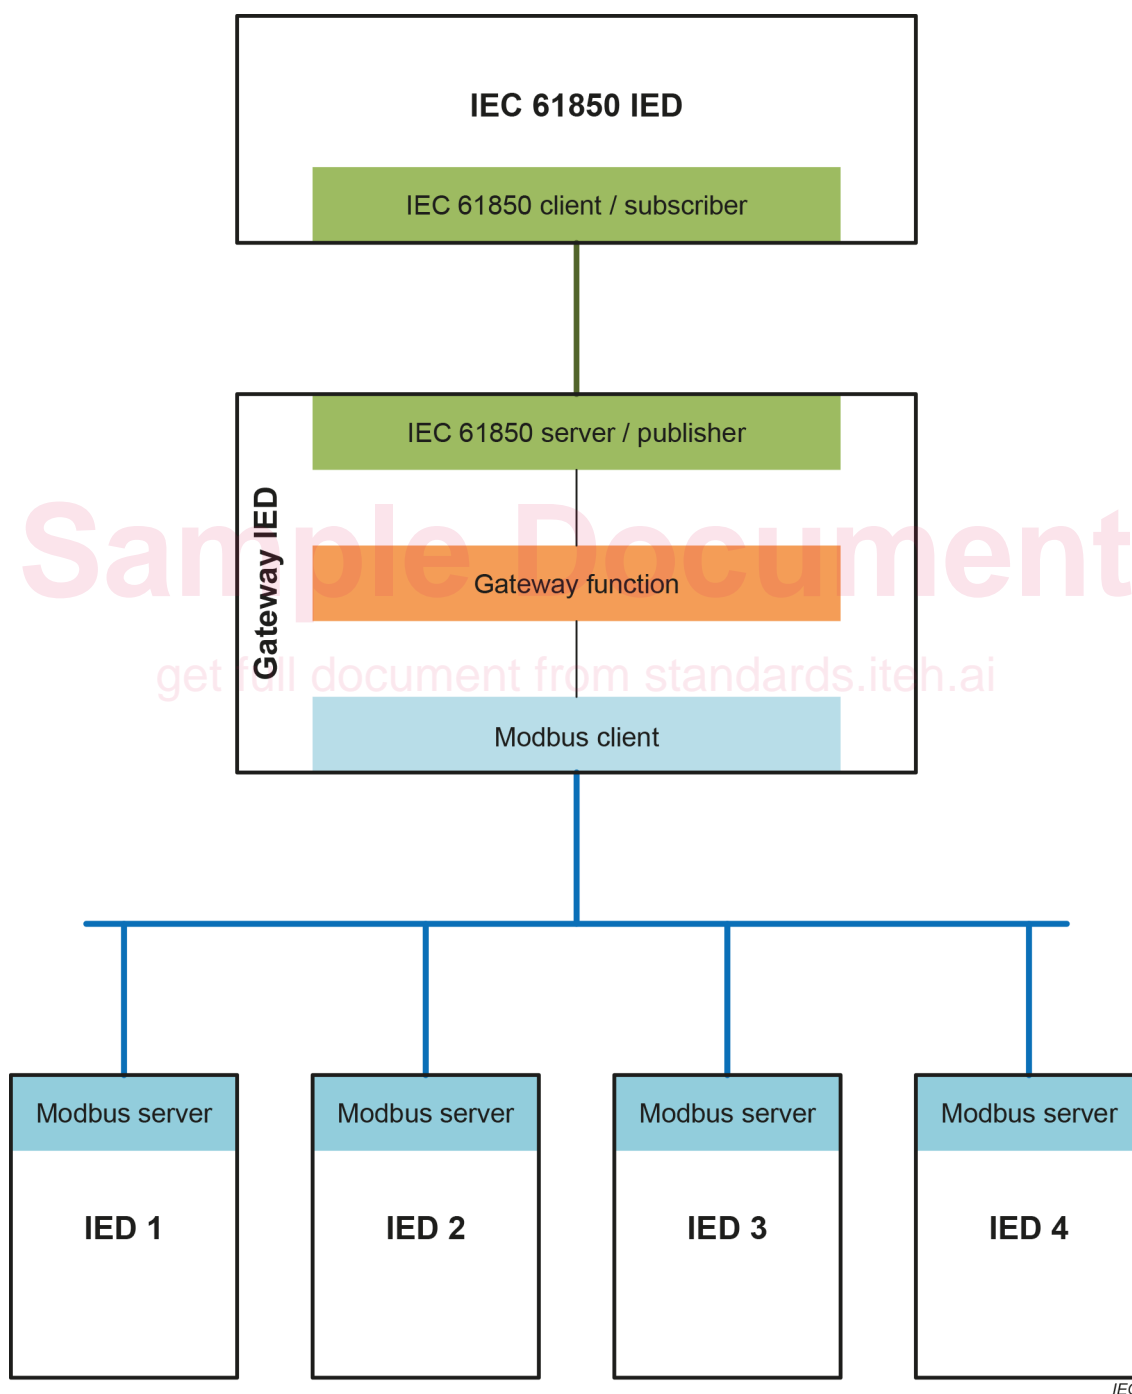 IEC 61850 IED
IEC 61850 client / subscriber
IEC 61850 server / publisher
Gateway IED
Sample Document
Gateway function
get full document from standards.iteh.ai
Modbus client
Modbus server
Modbus server
Modbus server
Modbus server
IED 1
IED 2
IED 3
IED 4
IEC